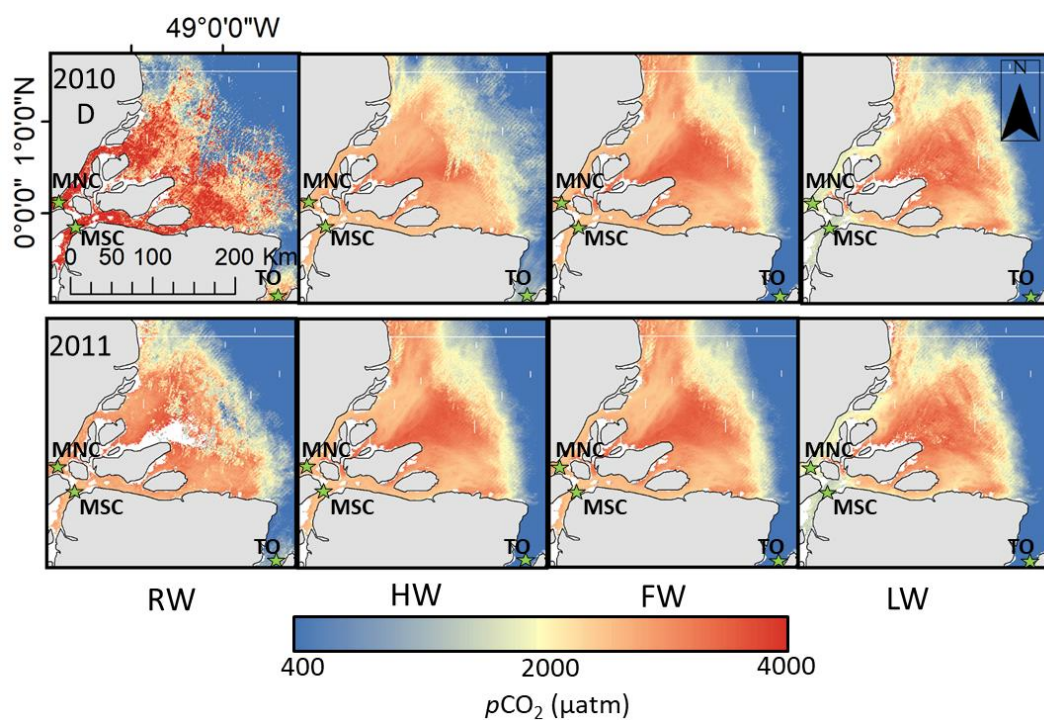 49°0'0"W
2010
D
1°0'0"N
0°0'0"
MNC
MSC
0 50 100 200 Km
TO
MNC
MSC
TO
MNC
MSC
TO
N
MNC
MSC
TO
2011
MNC
MSC
TO
MNC
MSC
TO
MNC
MSC
TO
MNC
MSC
TO
RW HW FW LW
400 2000 4000
pCO₂ (µatm)